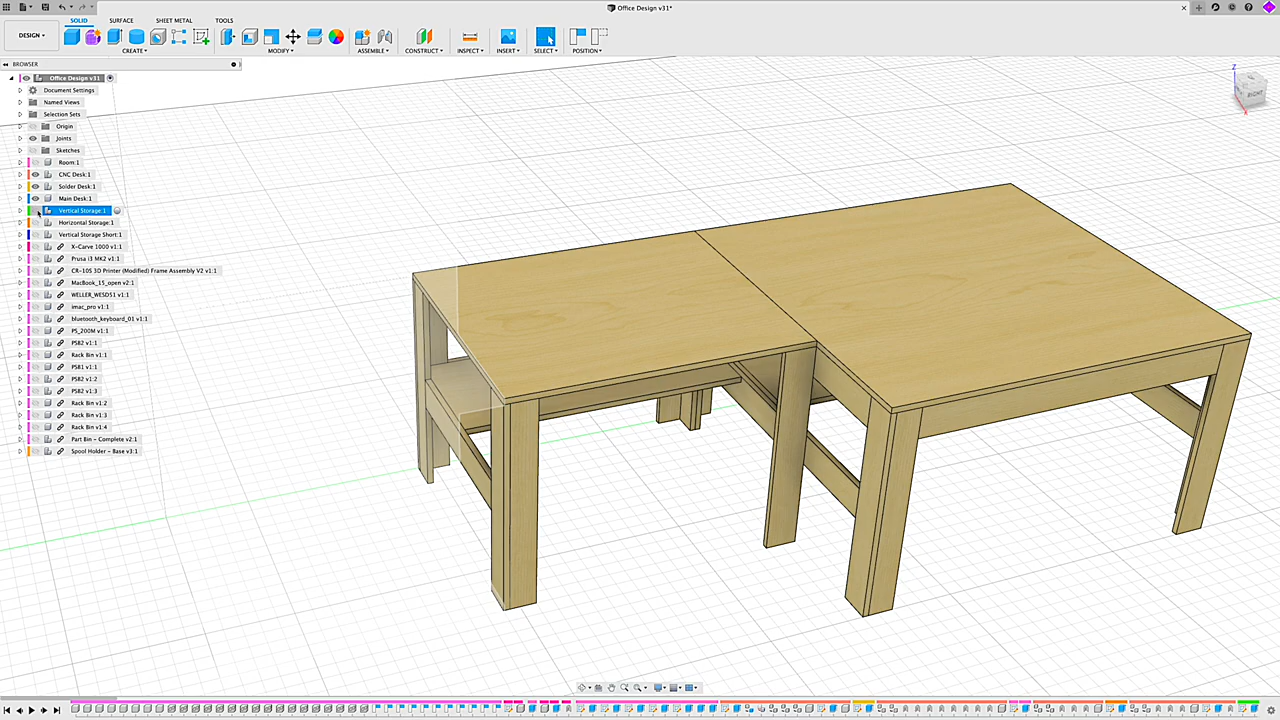 Office Design v31*
SOLID SURFACE SHEET METAL TOOLS
DESIGN
CREATE MODIFY ASSEMBLE CONSTRUCT INSPECT INSERT SELECT POSITION
BROWSER
Office Design v31
Document Settings
Named Views
Selection Sets
Origin
Joints
Sketches
Room:1
CNC Desk:1
Solder Desk:1
Main Desk:1
Vertical Storage:1
Horizontal Storage:1
Vertical Storage Short:1
X-Carve 1000 v1:1
Prusa i3 MK2 v1:1
CR-10S 3D Printer (Modified) Frame Assembly V2 v1:1
MacBook_15_open v2:1
WELLER_WESD51 v1:1
imac_pro v1:1
bluetooth_keyboard_01 v1:1
PS_200M v1:1
PSB2 v1:1
Rack Bin v1:1
PSB1 v1:1
PSB2 v1:2
PSB2 v1:3
Rack Bin v1:2
Rack Bin v1:3
Rack Bin v1:4
Part Bin - Complete v2:1
Spool Holder - Base v3:1
Z
RIGHT
X